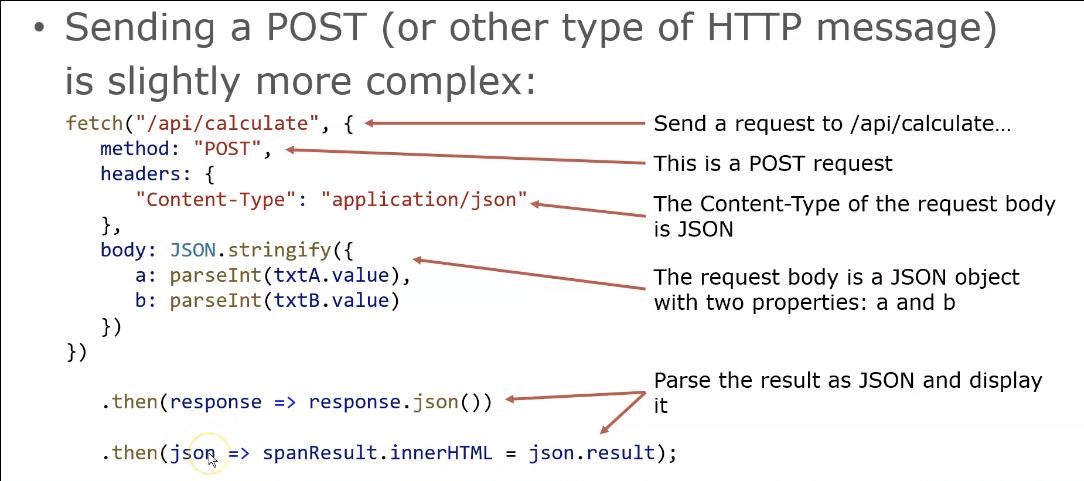 • Sending a POST (or other type of HTTP message)
is slightly more complex:
fetch("/api/calculate", {
Send a request to /api/calculate…
method: "POST",
This is a POST request
headers: {
"Content-Type": "application/json"
The Content-Type of the request body
is JSON
},
body: JSON.stringify({
a: parseInt(txtA.value),
b: parseInt(txtB.value)
The request body is a JSON object
with two properties: a and b
})
})
Parse the result as JSON and display
it
.then(response => response.json())
.then(json => spanResult.innerHTML = json.result);